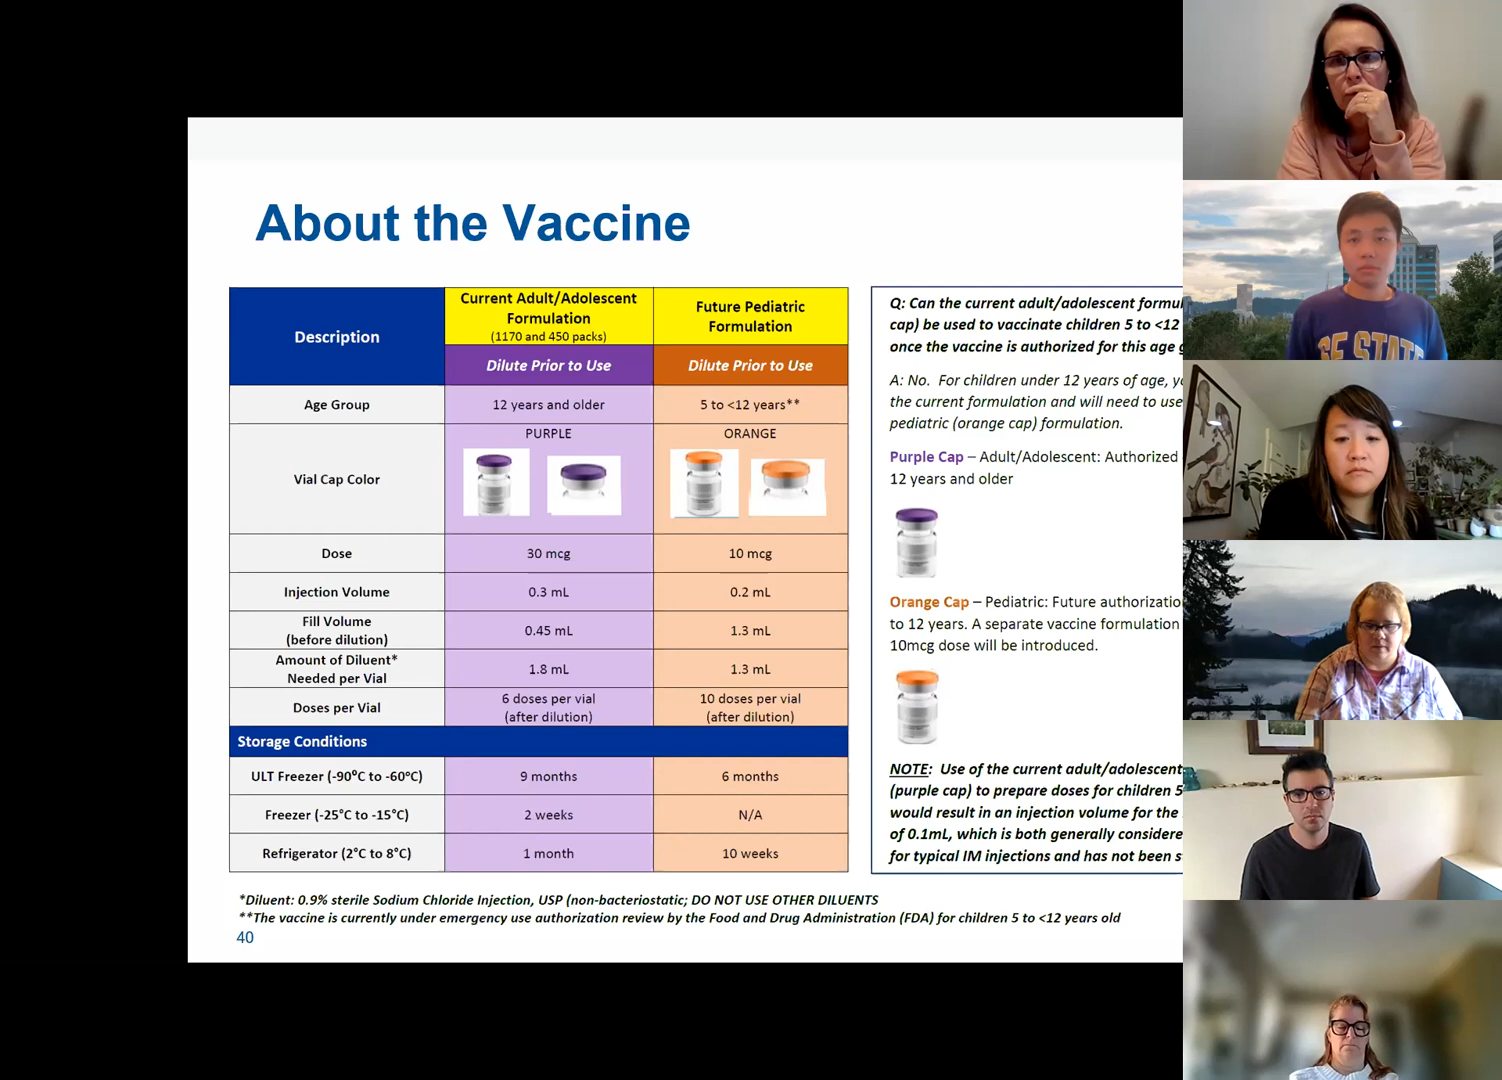 About the Vaccine
Description
Current Adult/Adolescent
Formulation
(1170 and 450 packs)
Future Pediatric
Formulation
Dilute Prior to Use
Dilute Prior to Use
Age Group
12 years and older
5 to <12 years**
Vial Cap Color
PURPLE
ORANGE
Dose
30 mcg
10 mcg
Injection Volume
0.3 mL
0.2 mL
Fill Volume
(before dilution)
0.45 mL
1.3 mL
Amount of Diluent*
Needed per Vial
1.8 mL
1.3 mL
Doses per Vial
6 doses per vial
(after dilution)
10 doses per vial
(after dilution)
Storage Conditions
ULT Freezer (-90°C to -60°C)
9 months
6 months
Freezer (-25°C to -15°C)
2 weeks
N/A
Refrigerator (2°C to 8°C)
1 month
10 weeks
*Diluent: 0.9% sterile Sodium Chloride Injection, USP (non-bacteriostatic; DO NOT USE OTHER DILUENTS
**The vaccine is currently under emergency use authorization review by the Food and Drug Administration (FDA) for children 5 to <12 years old
40
Q: Can the current adult/adolescent
cap) be used to vaccinate children 5 to <12
once the vaccine is authorized for this age
A: No. For children under 12 years of age,
the current formulation and will need to use
pediatric (orange cap) formulation.
Purple Cap – Adult/Adolescent: Authorized
12 years and older
Orange Cap – Pediatric: Future
to 12 years. A separate vaccine formulation
10mcg dose will be introduced.
NOTE: Use of the current adult/adolescent
(purple cap) to prepare doses for children 5
would result in an injection volume for the
of 0.1mL, which is both generally
for typical IM injections and has not been
STATE